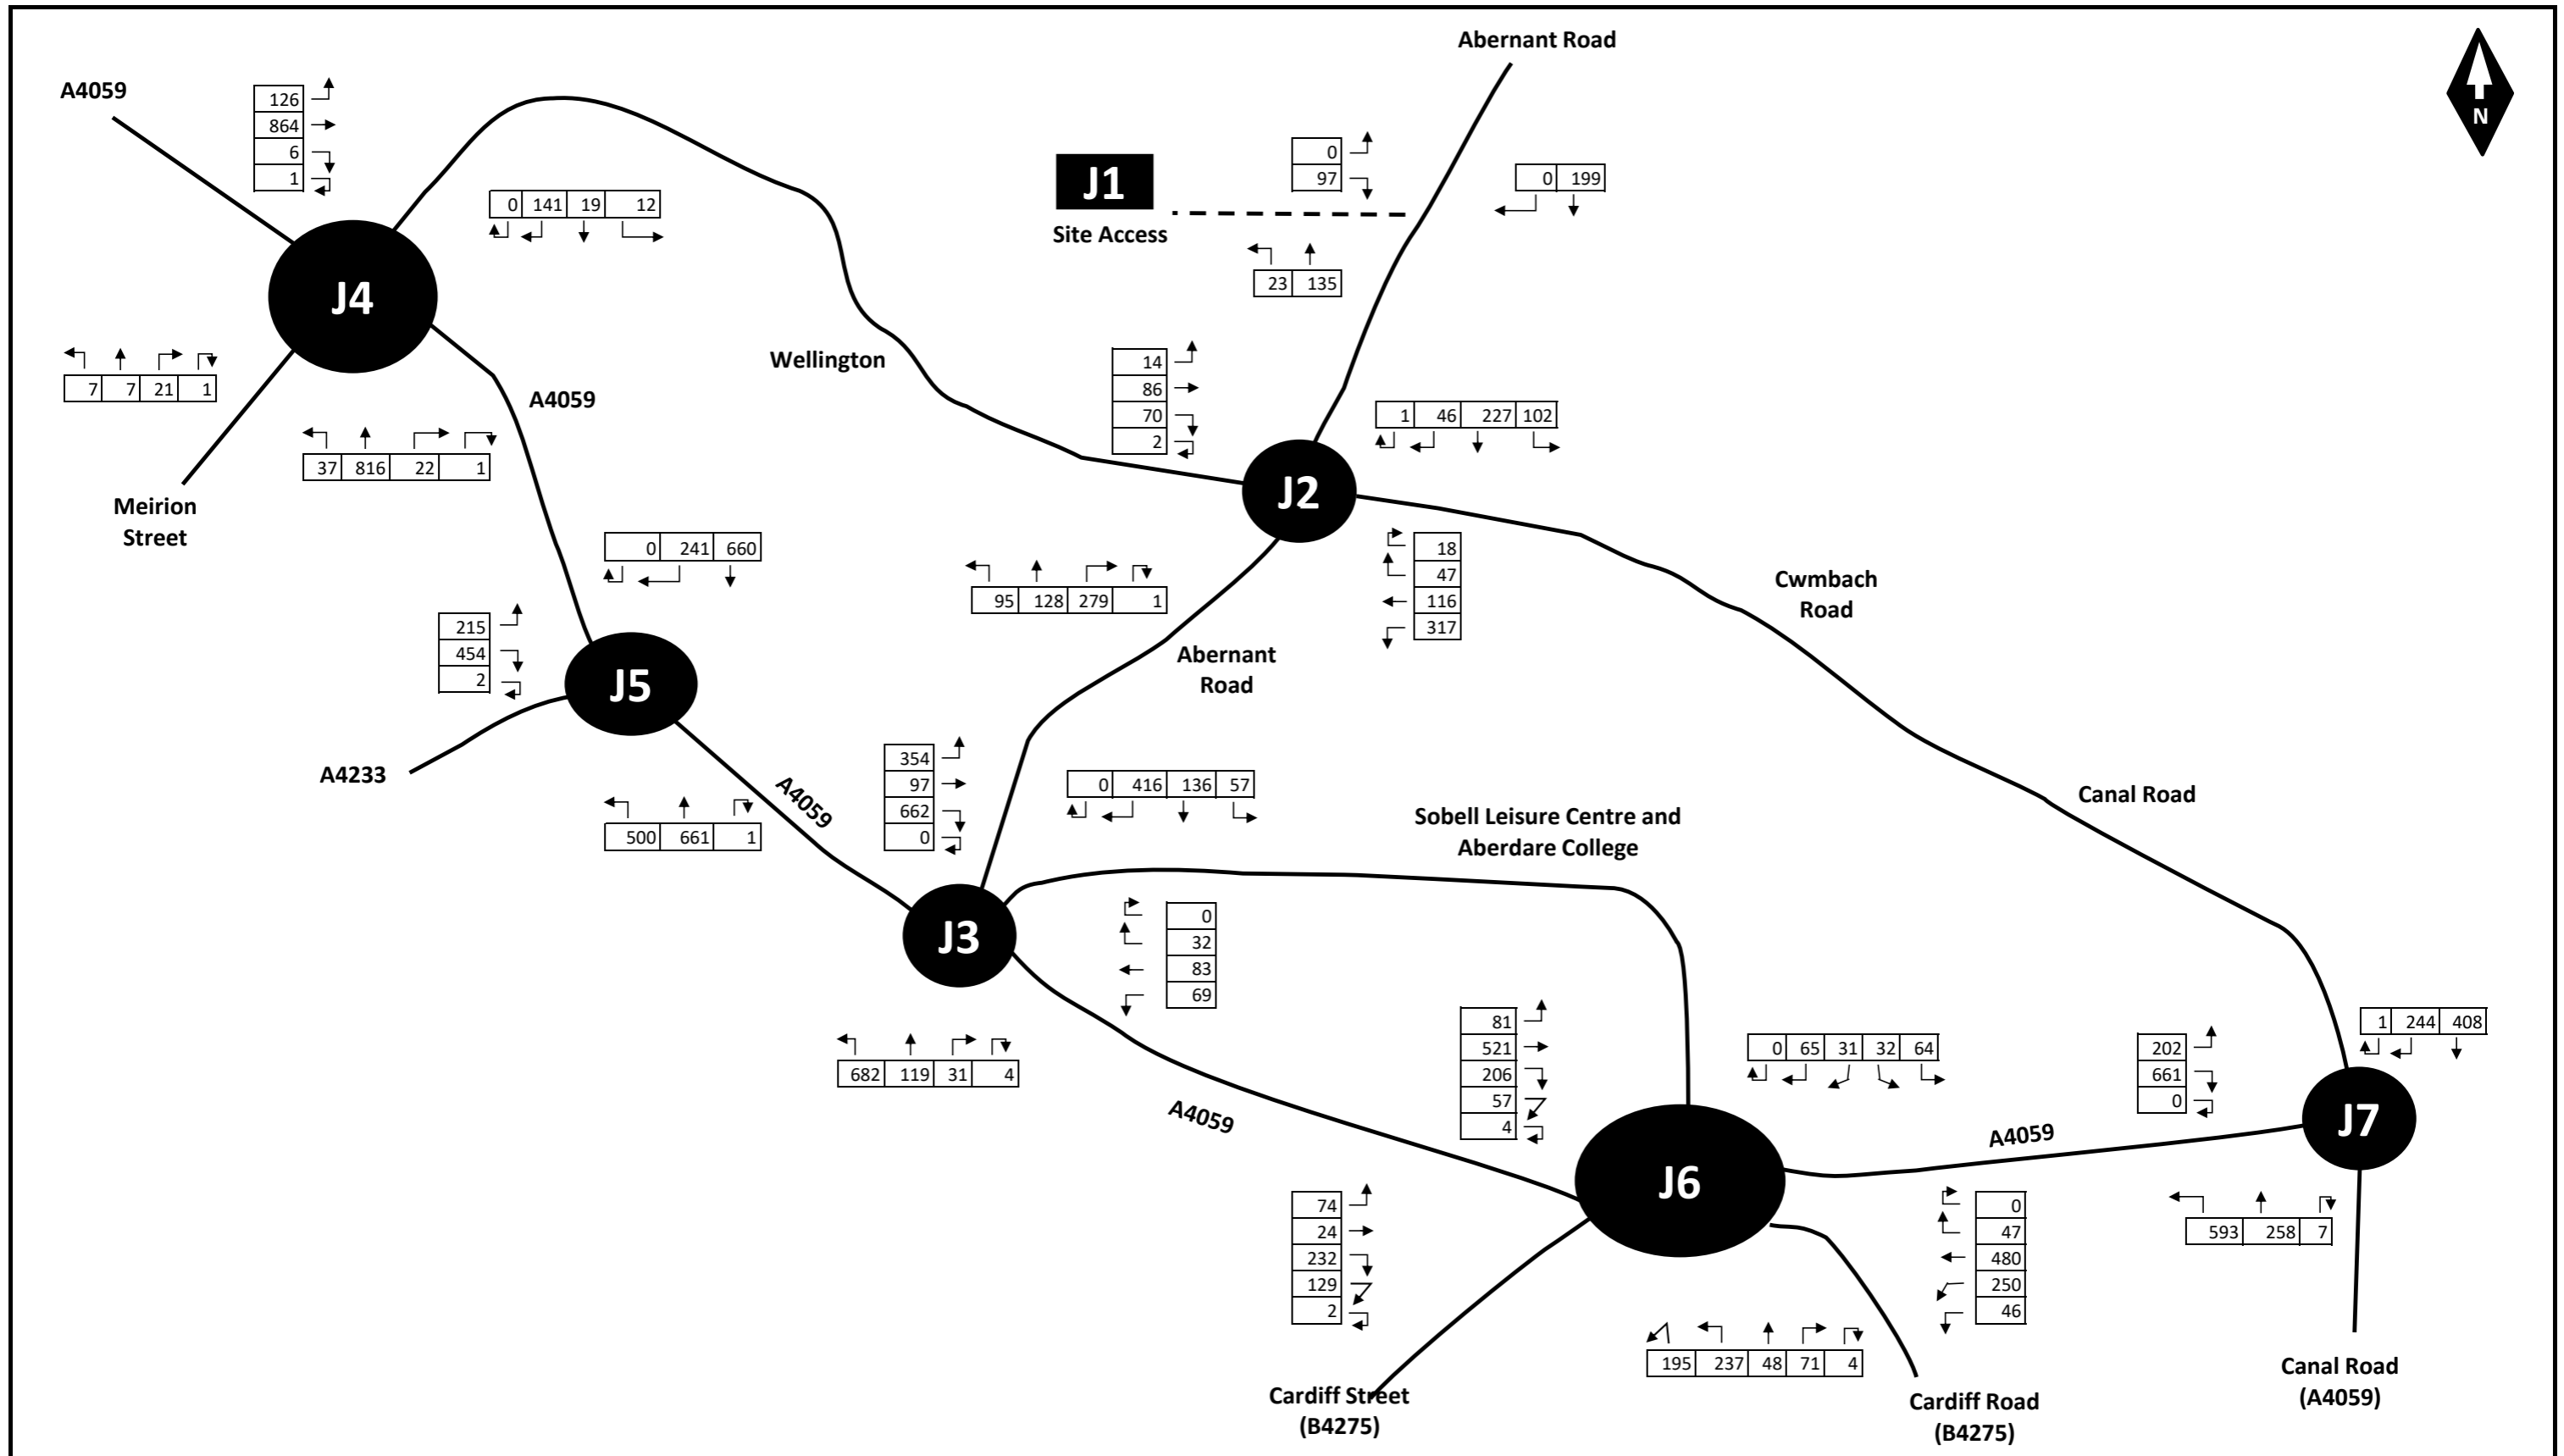 Abernant Road
A4059
N
126
864
6
1
0 141 19 12
J1
Site Access
0
97
0 199
23 135
J4
Wellington
14
86
70
2
1 46 227 102
7 7 21 1
A4059
37 816 22 1
Meirion
Street
J2
0 241 660
95 128 279 1
18
47
116
317
Cwmbach
Road
215
454
2
J5
Abernant
Road
A4233
A4059
500 661 1
354
97
662
0
0 416 136 57
Canal Road
Sobell Leisure Centre and
Aberdare College
J3
0
32
83
69
682 119 31 4
A4059
81
521
206
57
4
0 65 31 32 64
202
661
0
1 244 408
J7
A4059
J6
74
24
232
129
2
0
47
480
250
46
593 258 7
195 237 48 71 4
Cardiff Street
(B4275)
Cardiff Road
(B4275)
Canal Road
(A4059)